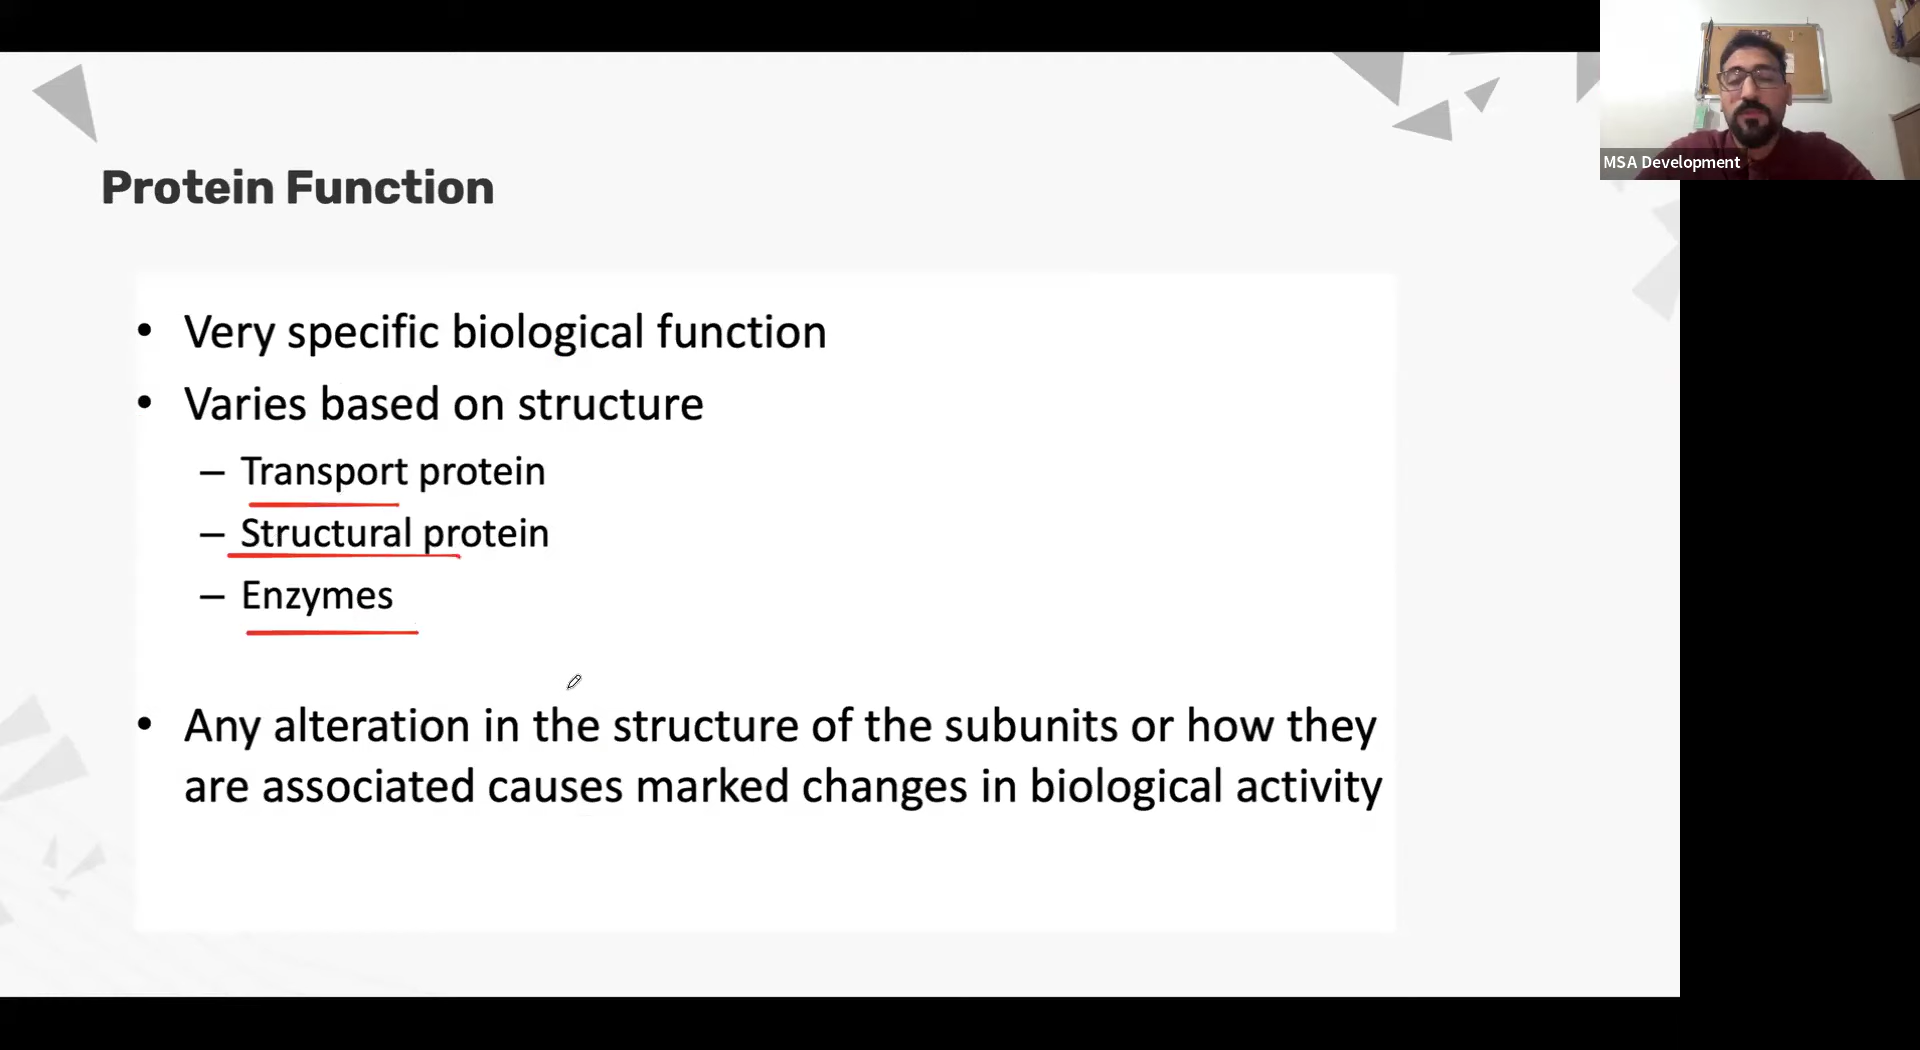 MSA Development
Protein Function
• Very specific biological function
• Varies based on structure
– Transport protein
– Structural protein
– Enzymes
• Any alteration in the structure of the subunits or how they
are associated causes marked changes in biological activity